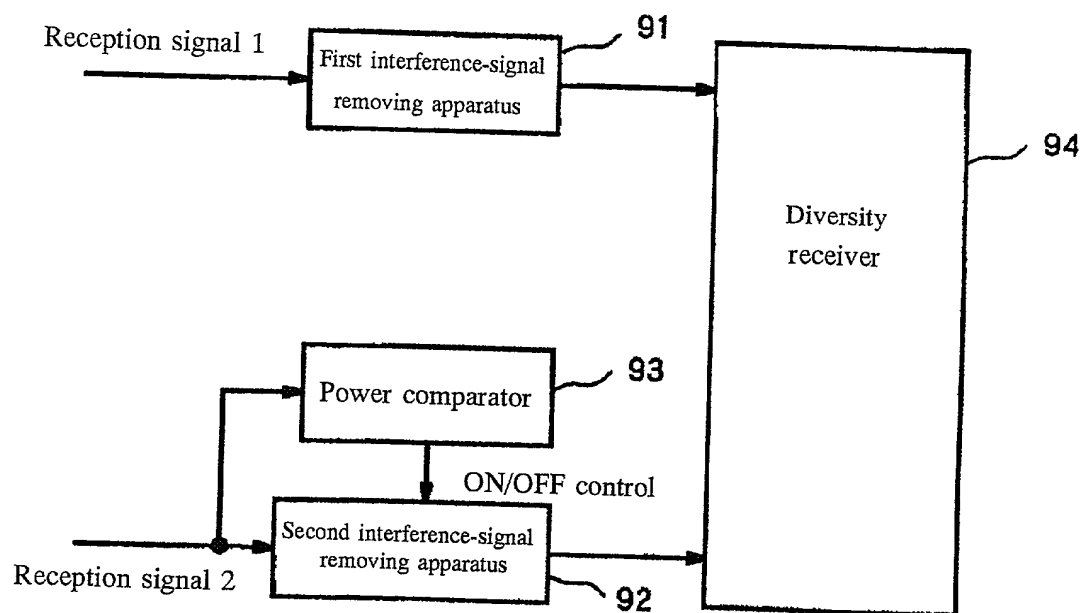 Reception signal 1
91
First interference-signal
removing apparatus
94
Diversity
receiver
93
Power comparator
ON/OFF control
Second interference-signal
removing apparatus
Reception signal 2
92